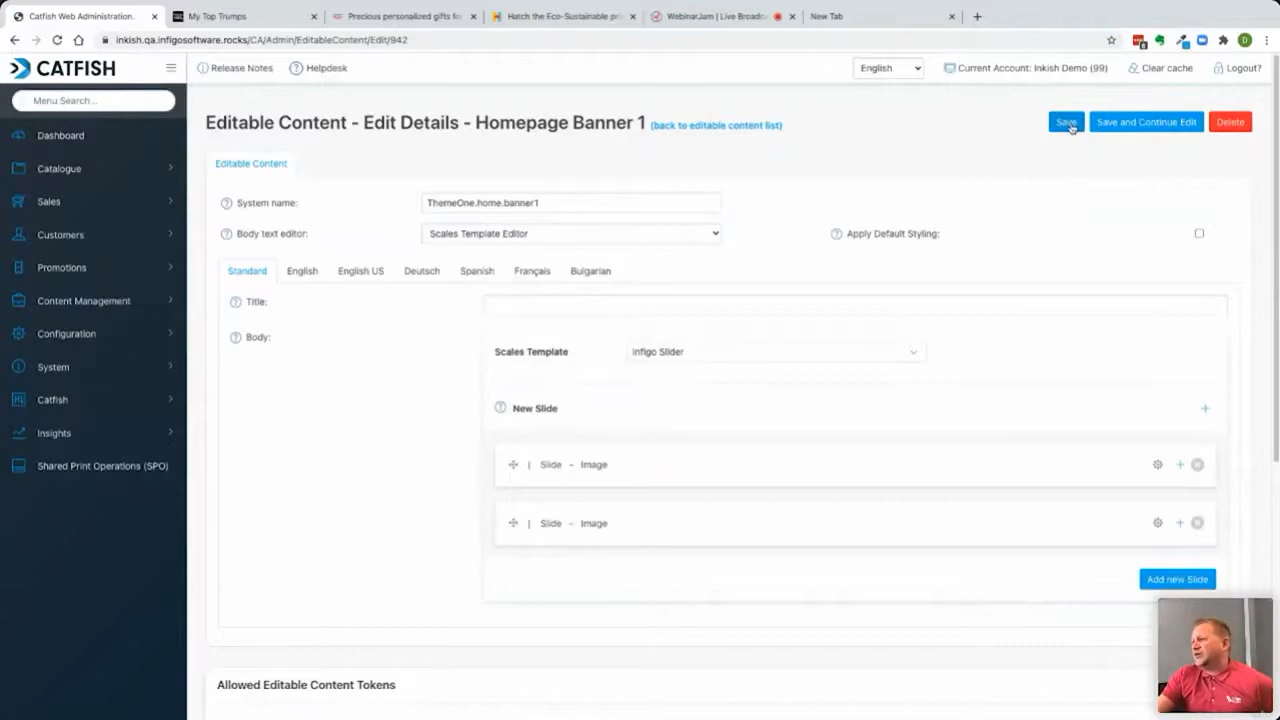 Catfish Web Administration.
My Top Trumps
Precious personalized gifts fo
Hatch the Eco-Sustainable pri
WebinarJam | Live Broadc
New Tab
inkish.qa.infigosoftware.rocks/CA/Admin/EditableContent/Edit/942
CATFISH
Release Notes
Helpdesk
English
Current Account: Inkish Demo (99)
Clear cache
Logout?
Menu Search...
Dashboard
Catalogue
Sales
Customers
Promotions
Content Management
Configuration
System
Catfish
Insights
Shared Print Operations (SPO)
Editable Content - Edit Details - Homepage Banner 1 (back to editable content list)
Save
Save and Continue Edit
Delete
Editable Content
System name:
ThemeOne.home.banner1
Body text editor:
Scales Template Editor
Apply Default Styling:
Standard
English
English US
Deutsch
Spanish
Français
Bulgarian
Title:
Body:
Scales Template
Infigo Slider
New Slide
| Slide - Image
| Slide - Image
Add new Slide
Allowed Editable Content Tokens